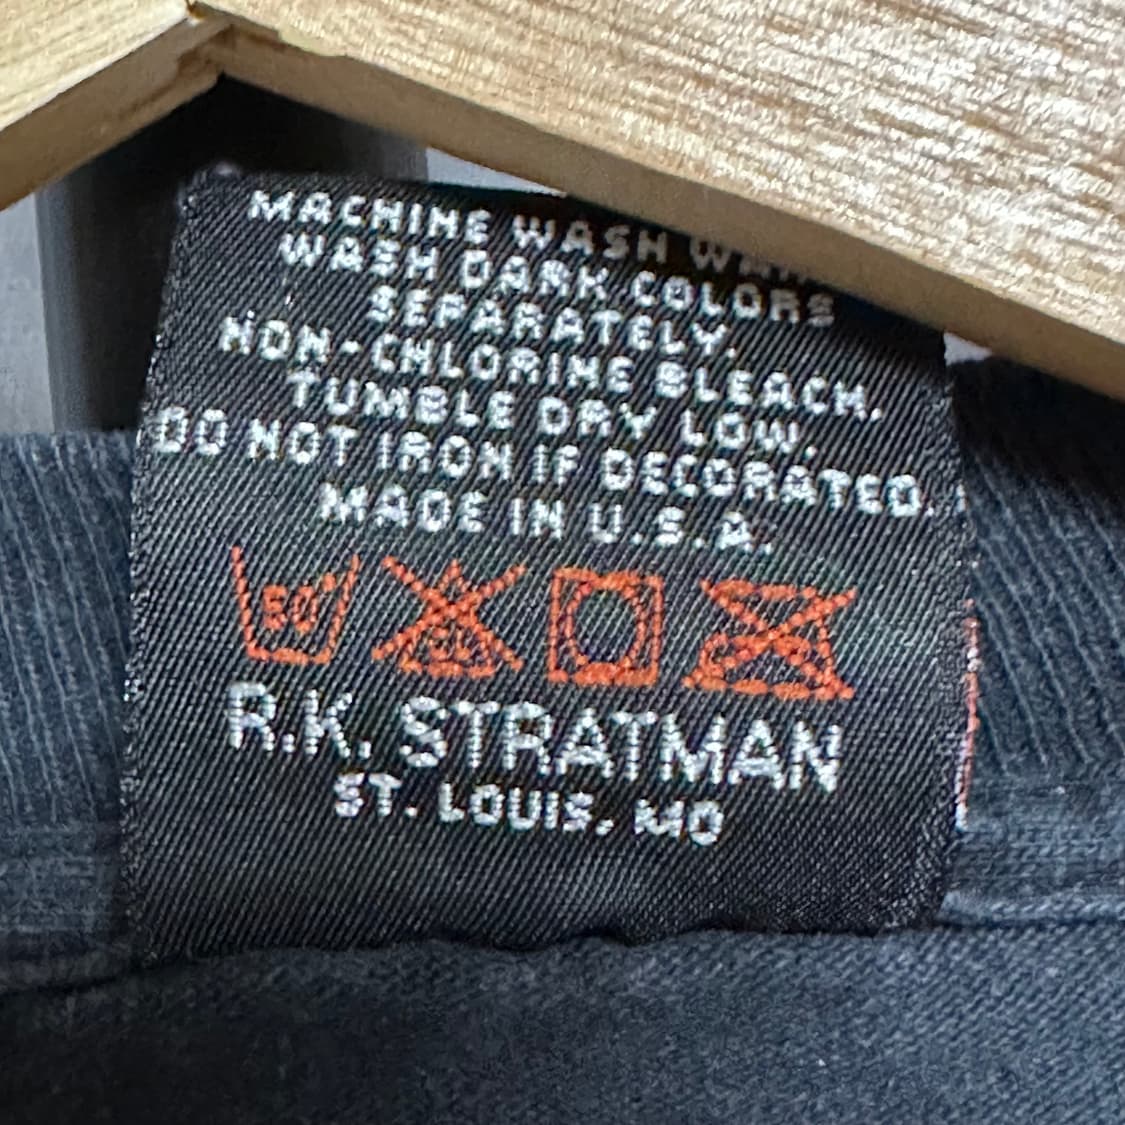 MACHINE WASH
WASH DARK COLORS
SEPARATELY.
NON-CHLORINE BLEACH.
TUMBLE DRY LOW.
DO NOT IRON IF DECORATED.
MADE IN U.S.A.
50°
R.K. STRATMAN
ST. LOUIS, MO